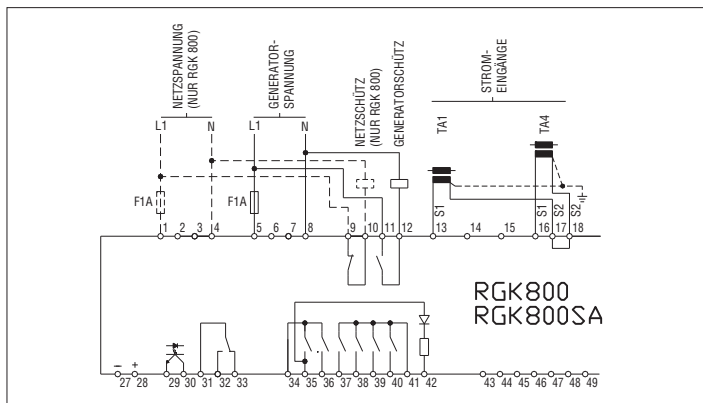 NETZSPANNUNG
(NUR RGK 800)
GENERATOR-
SPANNUNG
NETZSCHÜTZ
(NUR RGK 800)
GENERATORSCHÜTZ
STROM-
EINGÄNGE
L1 N L1 N
TA1 TA4
F1A F1A
S1 S1 S2 S2
1 2 3 4 5 6 7 8 9 10 11 12 13 14 15 16 17 18
RGK800
RGK800SA
– +
27 28 29 30 31 32 33 34 35 36 37 38 39 40 41 42 43 44 45 46 47 48 49